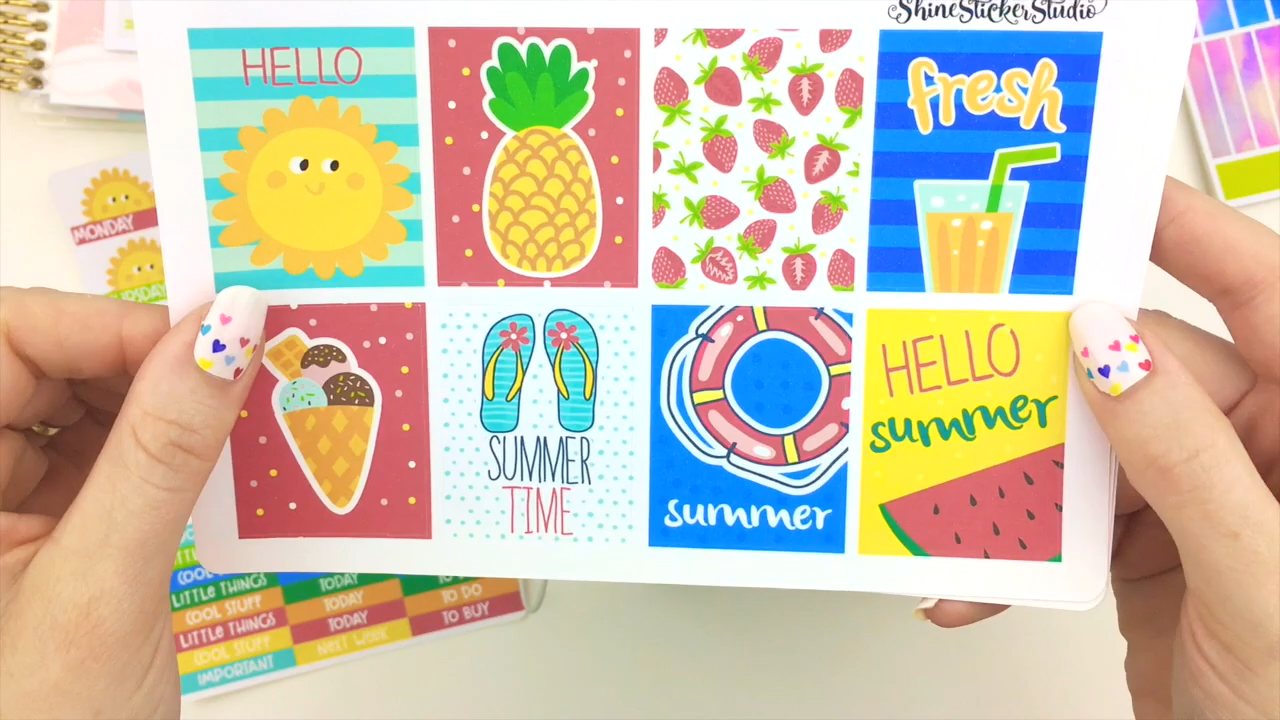 ShineStickerStudio
HELLO
fresh
MONDAY
SUMMER
TIME
summer
HELLO
summer
LITTLE THINGS
TODAY
COOL STUFF
TODAY
TO DO
LITTLE THINGS
TODAY
TO BUY
COOL STUFF
NEXT WEEK
IMPORTANT